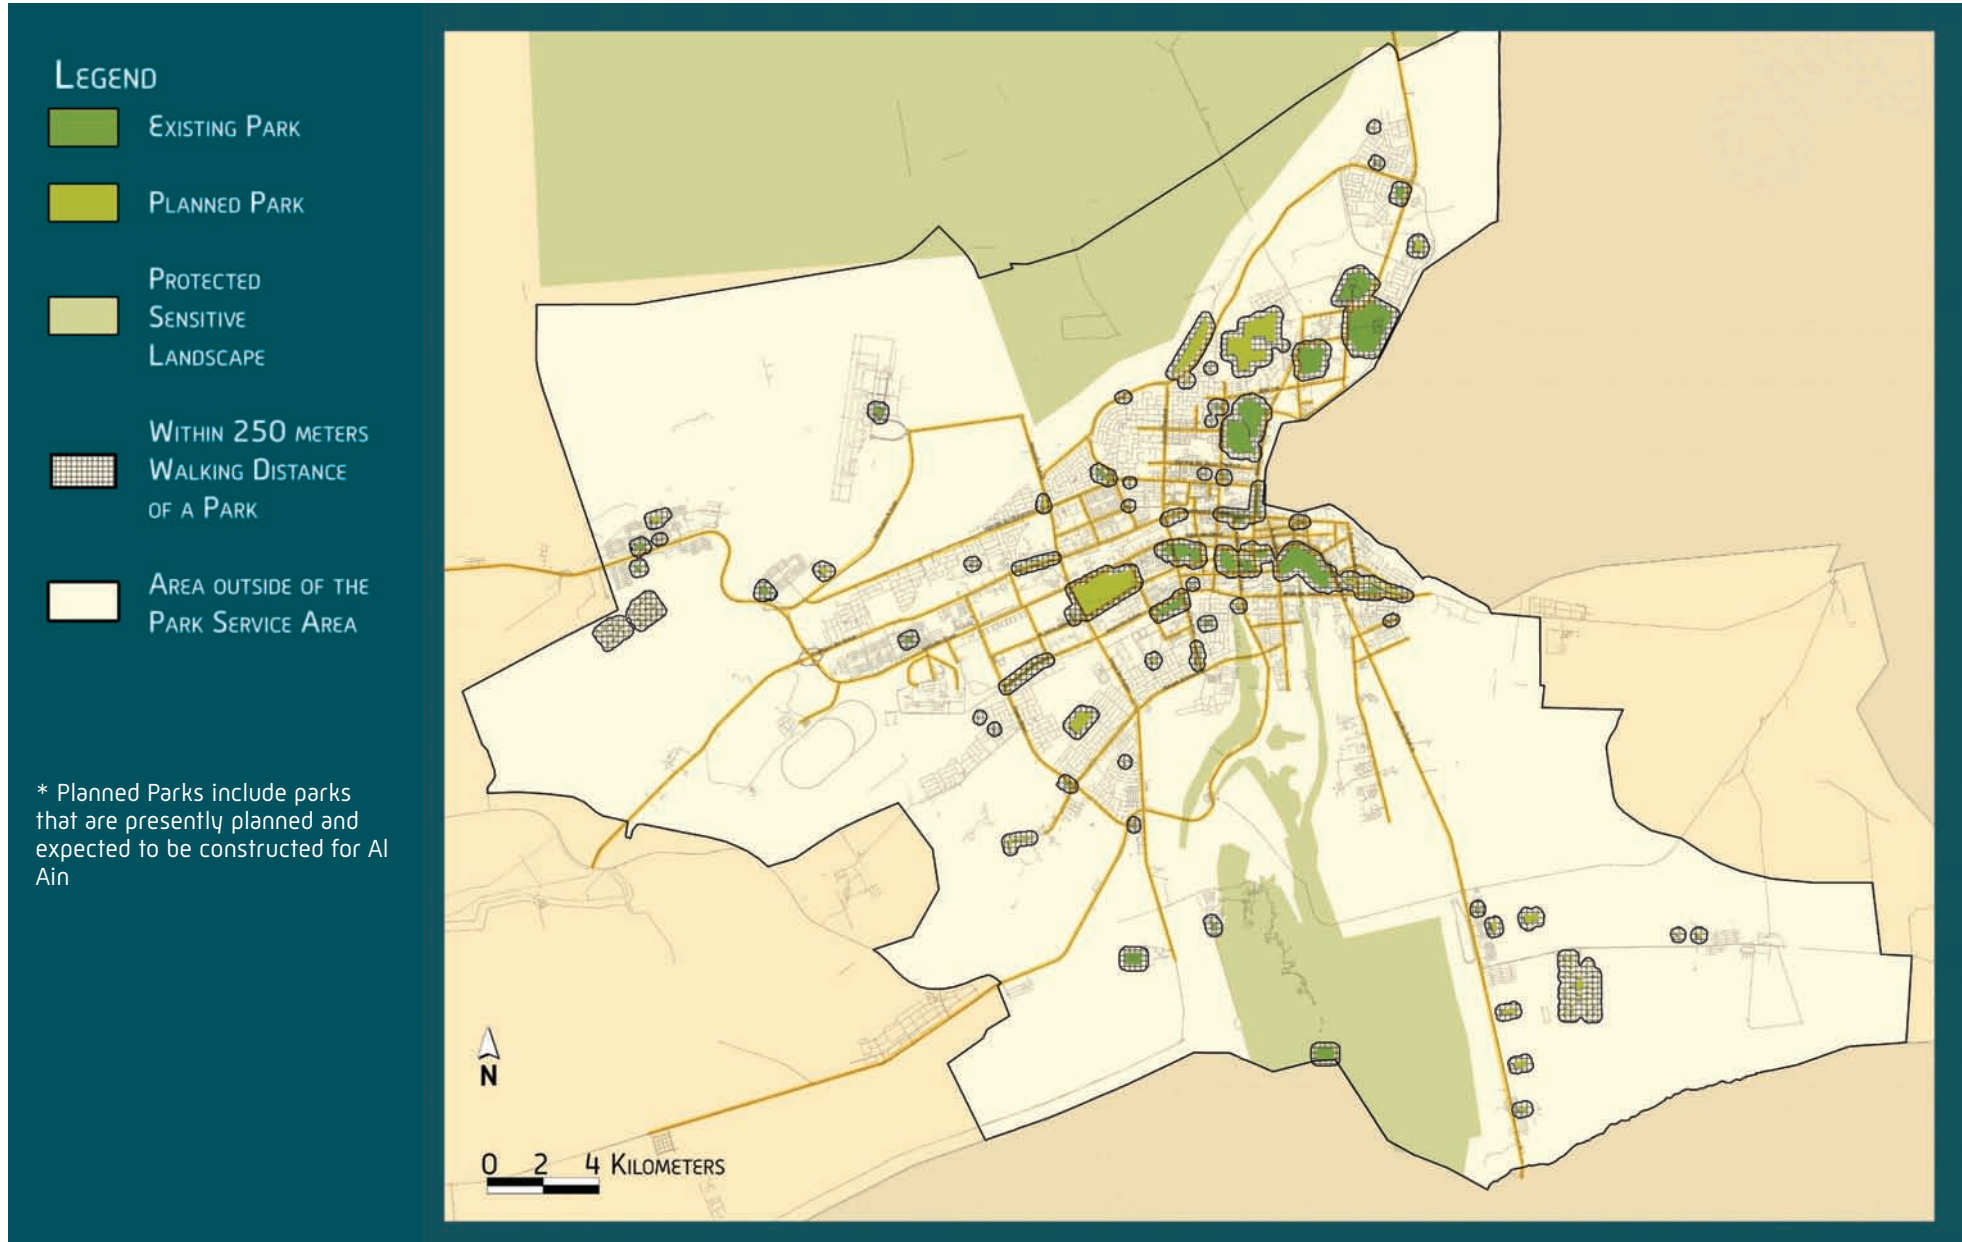 Legend
Existing Park
Planned Park
Protected
Sensitive
Landscape
Within 250 meters
Walking Distance
of a Park
Area outside of the
Park Service Area
* Planned Parks include parks
that are presently planned and
expected to be constructed for Al
Ain
N
0 2 4 Kilometers